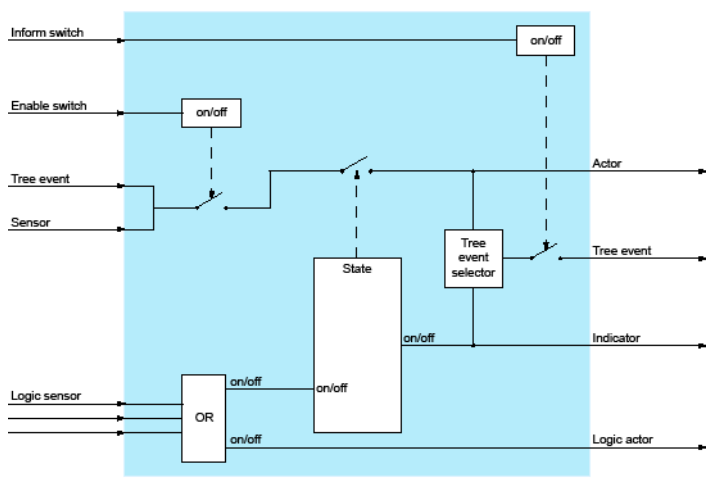 Inform switch
on/off
Enable switch
on/off
Tree event
Actor
Sensor
Tree
event
selector
Tree event
State
on/off
Indicator
on/off
on/off
Logic sensor
OR
on/off
Logic actor